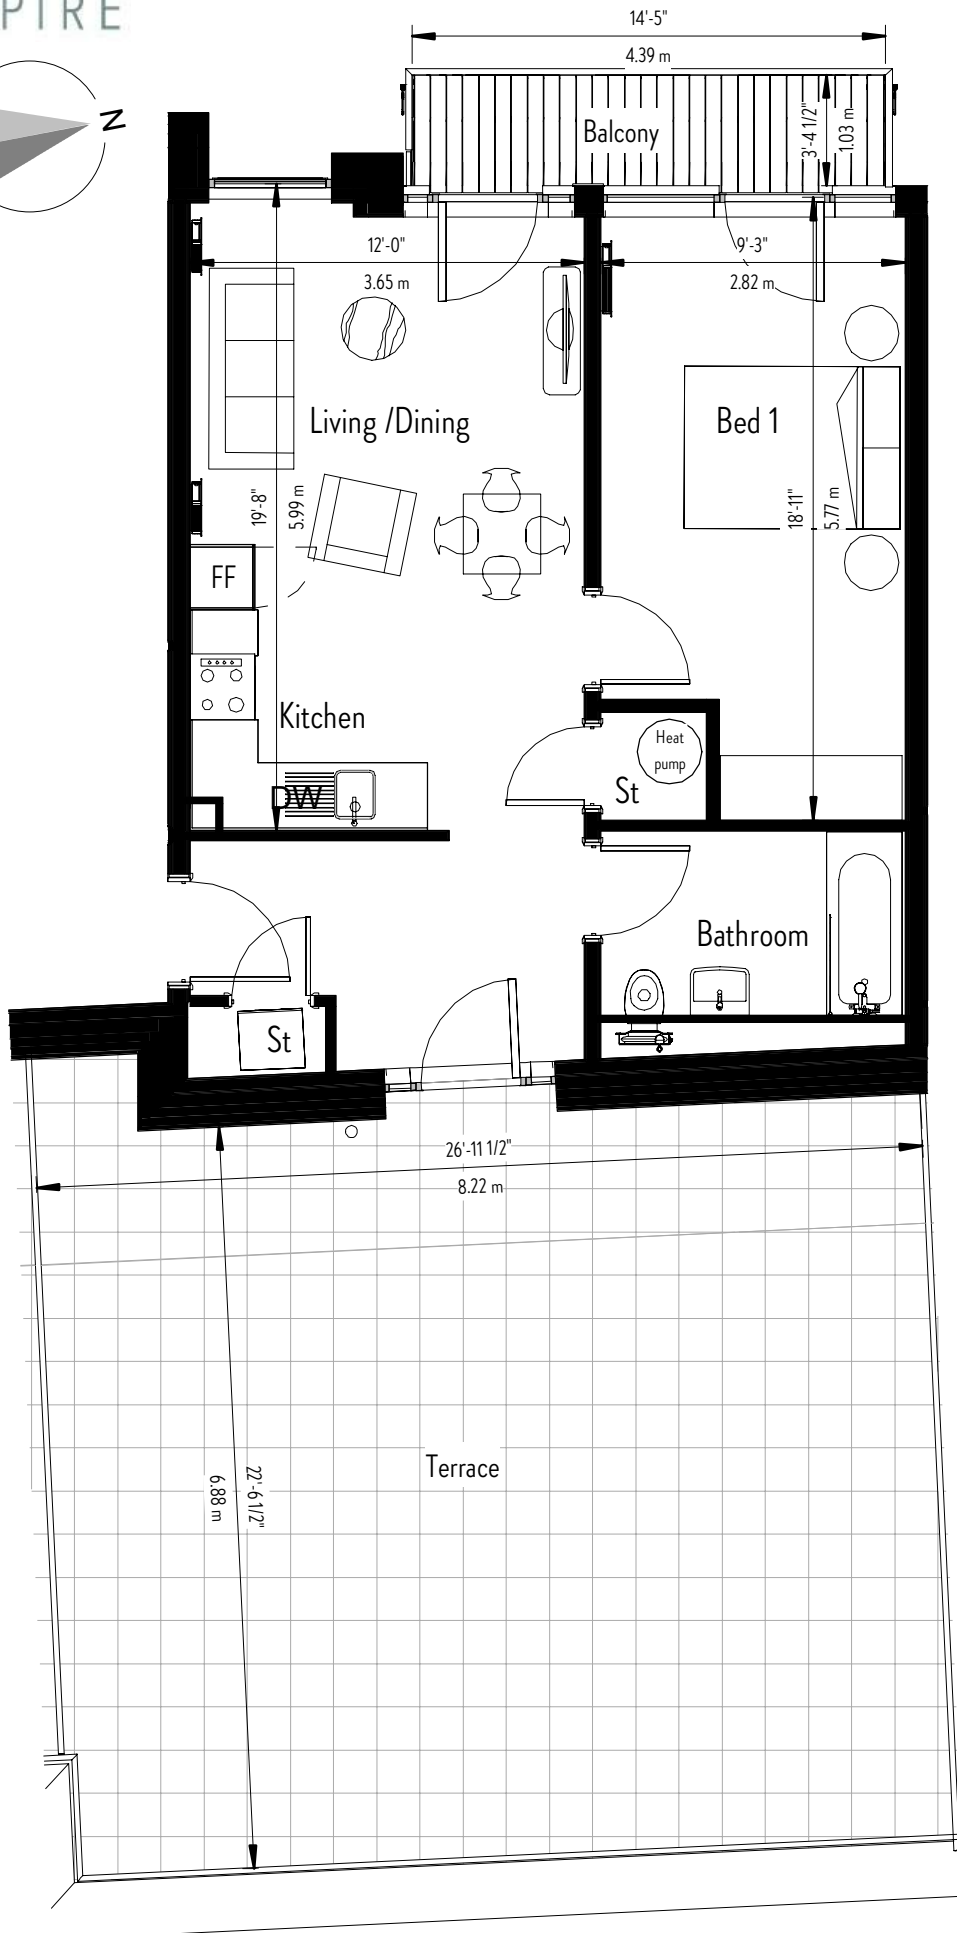 PIRE
N
14'-5"
4.39 m
Balcony
3'-4 1/2"
1.03 m
12'-0"
3.65 m
9'-3"
2.82 m
Living /Dining
Bed 1
19'-8"
5.99 m
18'-11"
5.77 m
FF
Kitchen
Heat
pump
St
DW
Bathroom
St
26'-11 1/2"
8.22 m
Terrace
22'-6 1/2"
6.88 m